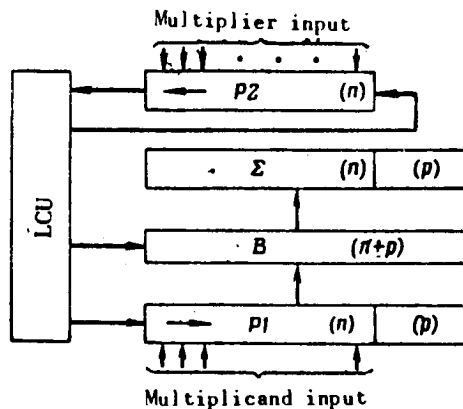 Multiplier input
P2 (n)
LCU
Σ (n) (p)
B (n+p)
P1 (n) (p)
Multiplicand input